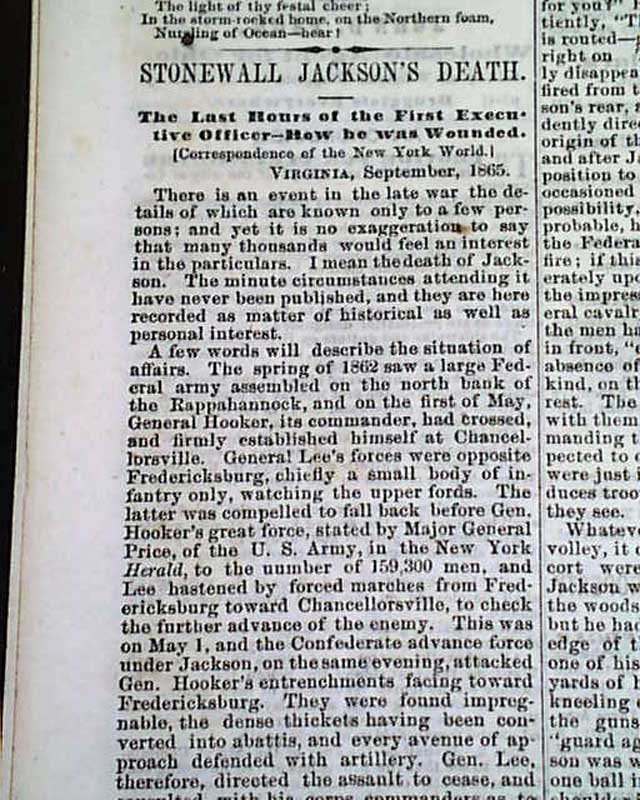 The light of thy festal cheer;
In the storm-rocked home, on the Northern foam,
Nursling of Ocean—hear!
STONEWALL JACKSON'S DEATH.
The Last Hours of the First Execu-
tive Officer—How he was Wounded.
[Correspondence of the New York World.]
VIRGINIA, September, 1865.
There is an event in the late war the de-
tails of which are known only to a few per-
sons; and yet it is no exaggeration to say
that many thousands would feel an interest
in the particulars. I mean the death of Jack-
son. The minute circumstances attending it
have never been published, and they are here
recorded as matter of historical as well as
personal interest.
A few words will describe the situation of
affairs. The spring of 1862 saw a large Fed-
eral army assembled on the north bank of
the Rappahannock, and on the first of May,
General Hooker, its commander, had crossed,
and firmly established himself at Chancel-
lorsville. General Lee's forces were opposite
Fredericksburg, chiefly a small body of in-
fantry only, watching the upper fords. The
latter was compelled to fall back before Gen.
Hooker's great force, stated by Major General
Price, of the U. S. Army, in the New York
Herald, to the number of 159,300 men, and
Lee hastened by forced marches from Fred-
ericksburg toward Chancellorsville, to check
the further advance of the enemy. This was
on May 1, and the Confederate advance force
under Jackson, on the same evening, attacked
Gen. Hooker's entrenchments facing toward
Fredericksburg. They were found impreg-
nable, the dense thickets having been con-
verted into abattis, and every avenue of ap-
proach defended with artillery. Gen. Lee,
therefore, directed the assault to cease, and
consulted with his corps commanders as to
for you?"
tiently, "T
is routed—
right on
ly disappea
fired from t
son's rear,
dently dire
origin of th
and after Ja
position to
occasioned
possibility.
probable, h
the Federa
fire; if this
erately upo
the impres
eral cavalr
the men ha
in front, "
absence of
kind, on th
rest. The
with them
manding t
pected to
were just i
duces troo
they see.
Whateve
volley, it
cort were
Jackson w
the woods
but he had
edge of t
one of his
yards of
kneeling
the guns
"guard ag
son was w
one ball i